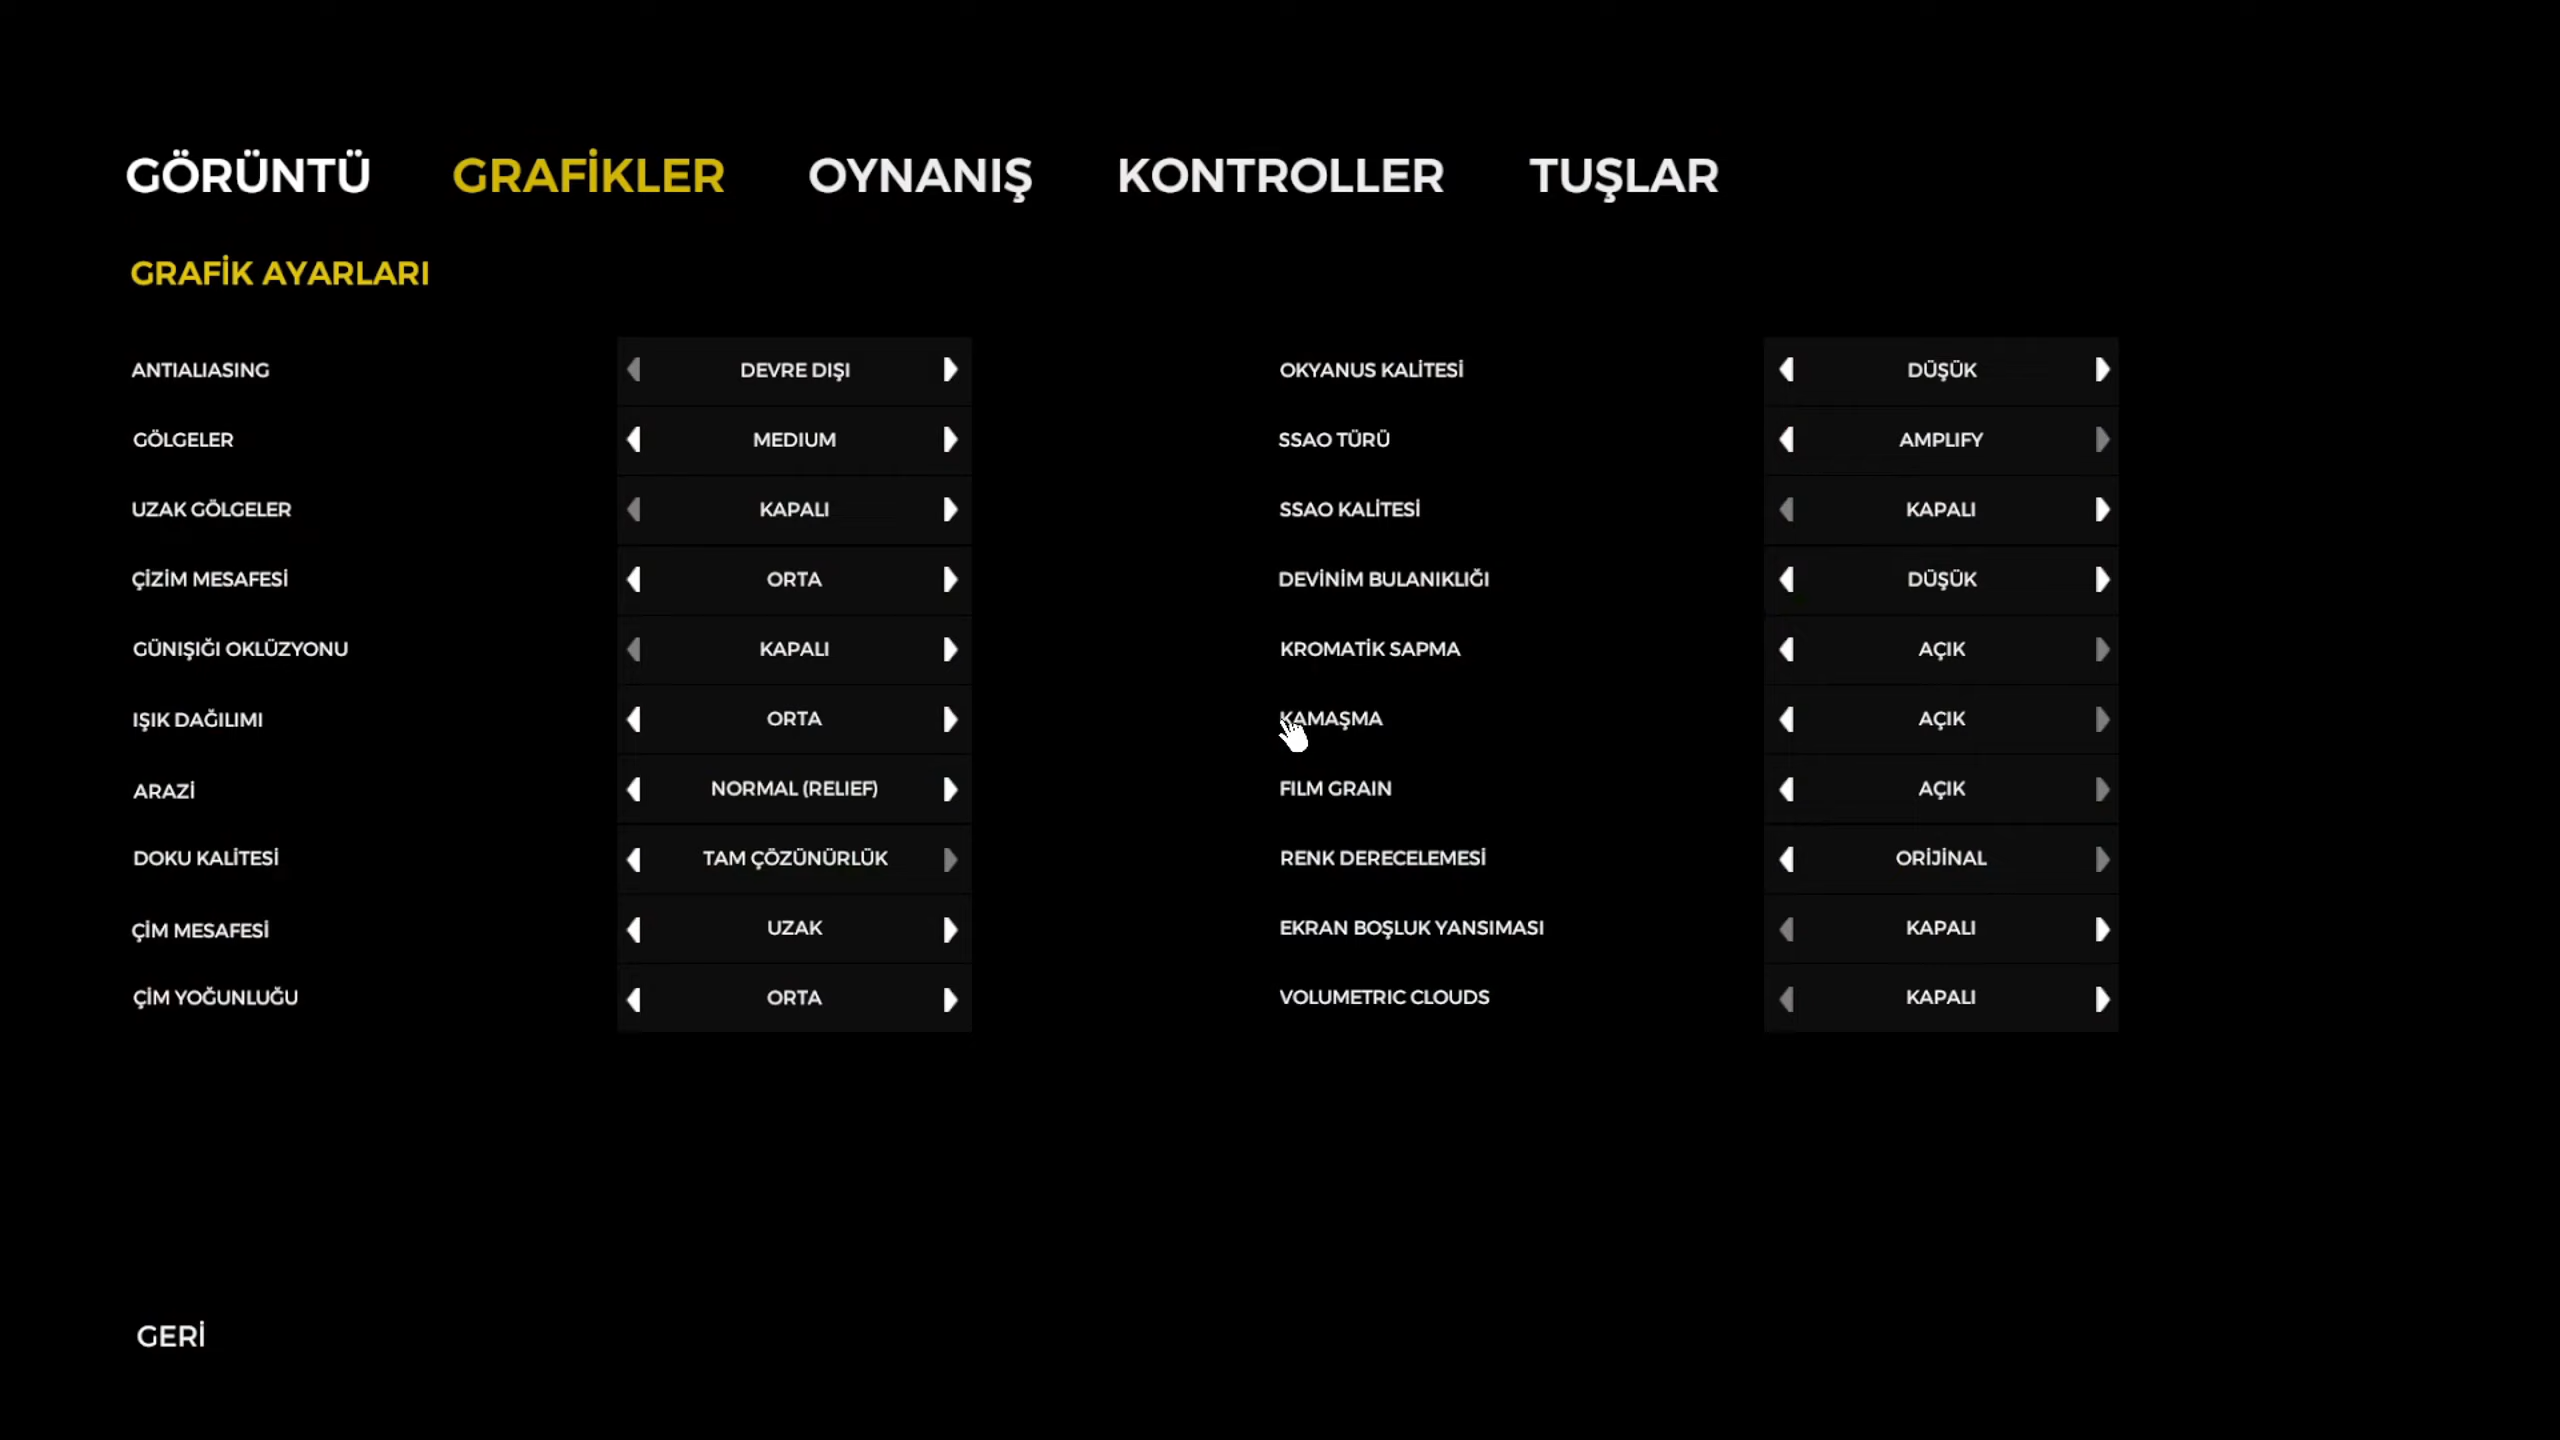 GÖRÜNTÜ GRAFİKLER OYNANIŞ KONTROLLER TUŞLAR
GRAFİK AYARLARI
ANTIALIASING DEVRE DIŞI
GÖLGELER MEDIUM
UZAK GÖLGELER KAPALI
ÇİZİM MESAFESİ ORTA
GÜNIŞIĞI OKLÜZYONU KAPALI
IŞIK DAĞILIMI ORTA
ARAZİ NORMAL (RELIEF)
DOKU KALİTESİ TAM ÇÖZÜNÜRLÜK
ÇİM MESAFESİ UZAK
ÇİM YOĞUNLUĞU ORTA
OKYANUS KALİTESİ DÜŞÜK
SSAO TÜRÜ AMPLIFY
SSAO KALİTESİ KAPALI
DEVİNİM BULANIKLIĞI DÜŞÜK
KROMATİK SAPMA AÇIK
KAMAŞMA AÇIK
FILM GRAIN AÇIK
RENK DERECELEMESİ ORİJİNAL
EKRAN BOŞLUK YANSIMASI KAPALI
VOLUMETRIC CLOUDS KAPALI
GERİ